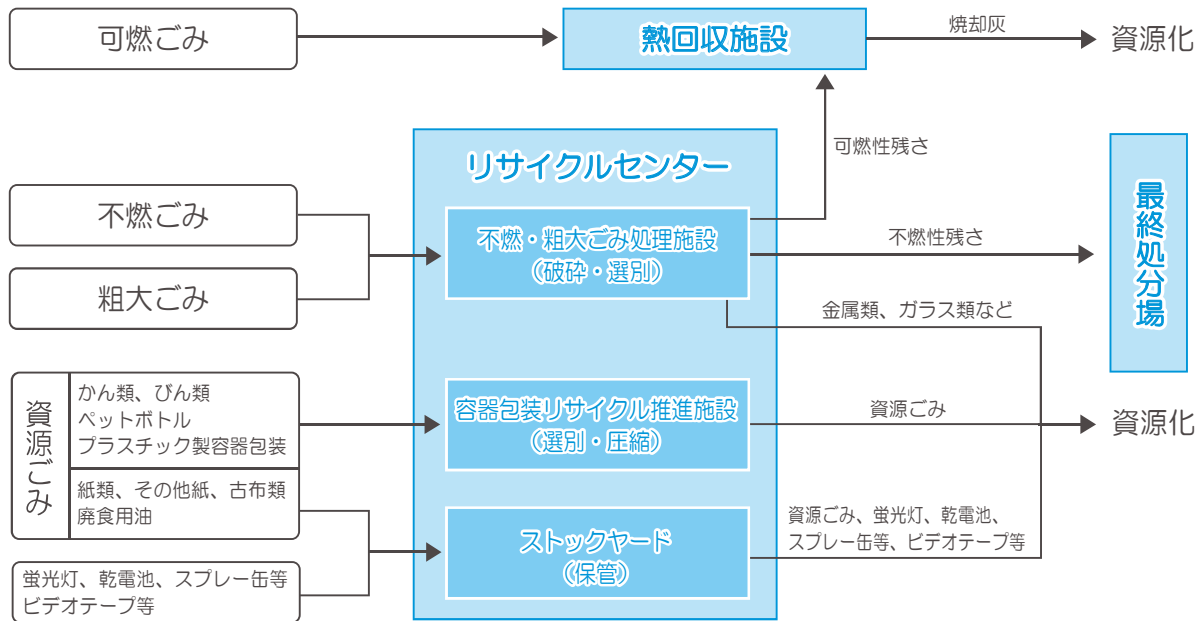 可燃ごみ
熱回収施設
焼却灰
資源化
可燃性残さ
リサイクルセンター
不燃ごみ
粗大ごみ
不燃・粗大ごみ処理施設
（破砕・選別）
不燃性残さ
最終処分場
金属類、ガラス類など
資源ごみ
かん類、びん類
ペットボトル
プラスチック製容器包装
紙類、その他紙、古布類
廃食用油
容器包装リサイクル推進施設
（選別・圧縮）
資源ごみ
資源化
蛍光灯、乾電池、スプレー缶等
ビデオテープ等
ストックヤード
（保管）
資源ごみ、蛍光灯、乾電池、
スプレー缶等、ビデオテープ等